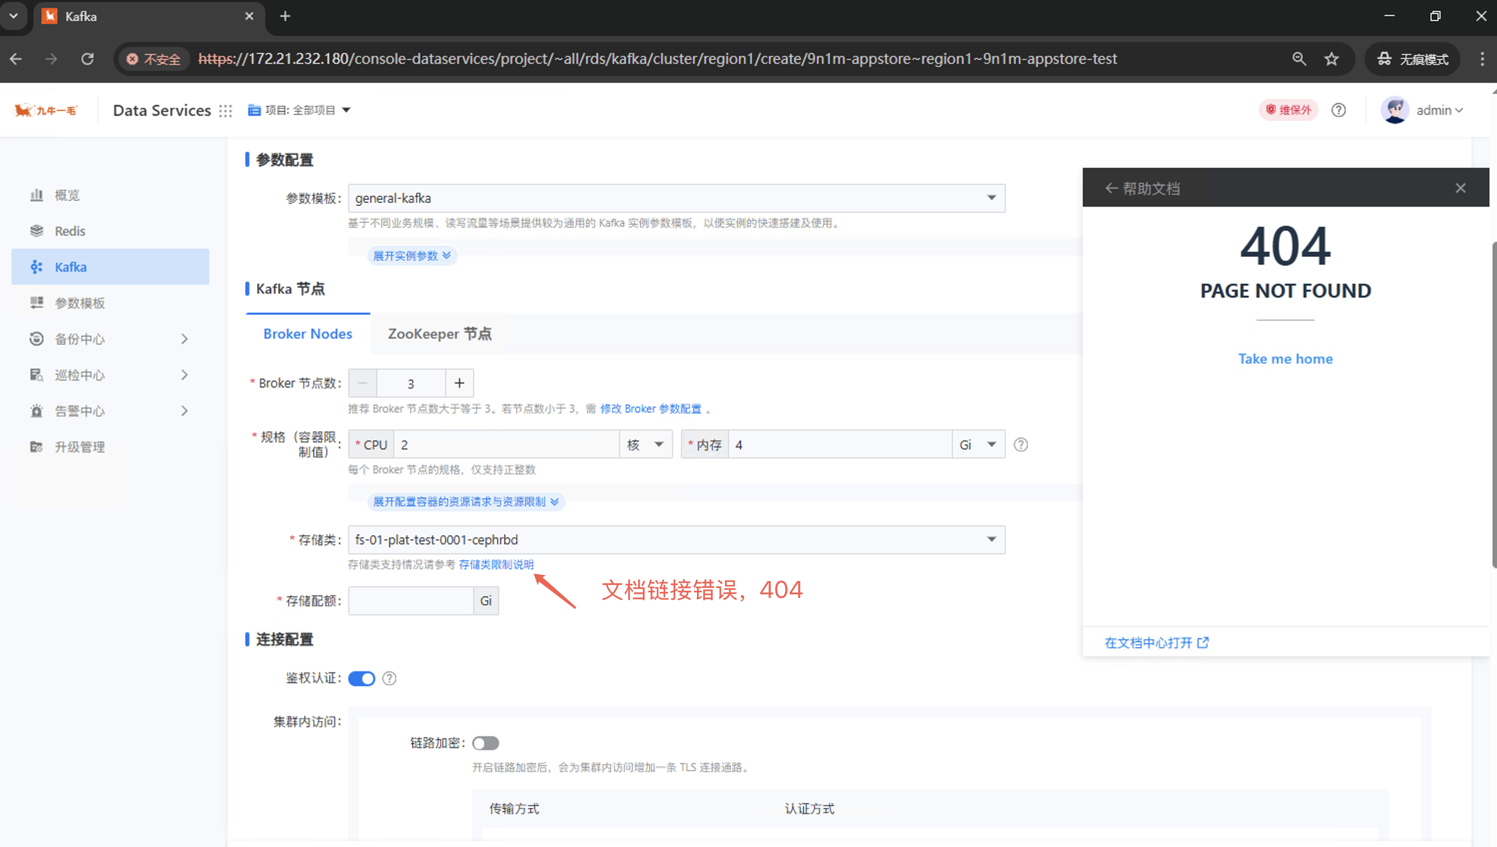 Kafka
不安全
https://172.21.232.180/console-dataservices/project/~all/rds/kafka/cluster/region1/create/9n1m-appstore~region1~9n1m-appstore-test
无痕模式
九牛一毛
Data Services
项目: 全部项目
维保外
admin
概览
Redis
Kafka
参数模板
备份中心
巡检中心
告警中心
升级管理
参数配置
参数模板:
general-kafka
基于不同业务规模、读写流量等场景提供较为通用的 Kafka 实例参数模板，以便实例的快速搭建及使用。
展开实例参数
Kafka 节点
Broker Nodes
ZooKeeper 节点
* Broker 节点数:
3
推荐 Broker 节点数大于等于 3。若节点数小于 3，需 修改 Broker 参数配置 。
* 规格（容器限
制值）:
* CPU 2 核
* 内存 4 Gi
每个 Broker 节点的规格，仅支持正整数
展开配置容器的资源请求与资源限制
* 存储类:
fs-01-plat-test-0001-cephrbd
存储类支持情况请参考 存储类限制说明
文档链接错误，404
* 存储配额:
Gi
连接配置
鉴权认证:
集群内访问:
链路加密:
开启链路加密后，会为集群内访问增加一条 TLS 连接通路。
传输方式
认证方式
帮助文档
404
PAGE NOT FOUND
Take me home
在文档中心打开